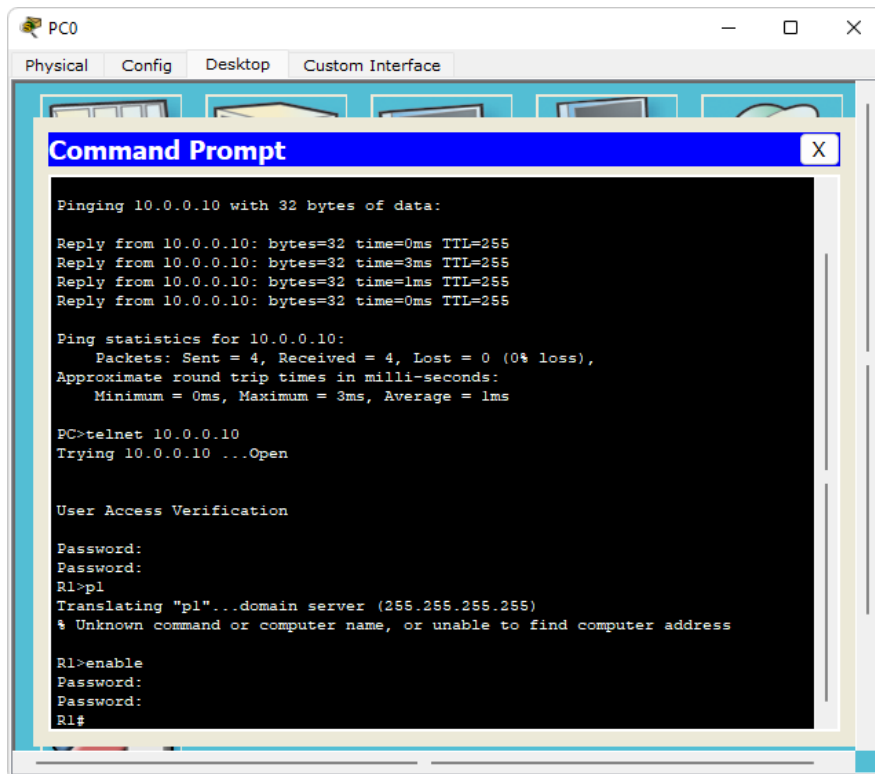 PC0
Physical Config Desktop Custom Interface
Command Prompt
X
Pinging 10.0.0.10 with 32 bytes of data:
Reply from 10.0.0.10: bytes=32 time=0ms TTL=255
Reply from 10.0.0.10: bytes=32 time=3ms TTL=255
Reply from 10.0.0.10: bytes=32 time=1ms TTL=255
Reply from 10.0.0.10: bytes=32 time=0ms TTL=255
Ping statistics for 10.0.0.10:
Packets: Sent = 4, Received = 4, Lost = 0 (0% loss),
Approximate round trip times in milli-seconds:
Minimum = 0ms, Maximum = 3ms, Average = 1ms
PC>telnet 10.0.0.10
Trying 10.0.0.10 ...Open
User Access Verification
Password:
Password:
R1>p1
Translating "p1"...domain server (255.255.255.255)
% Unknown command or computer name, or unable to find computer address
R1>enable
Password:
Password:
R1#